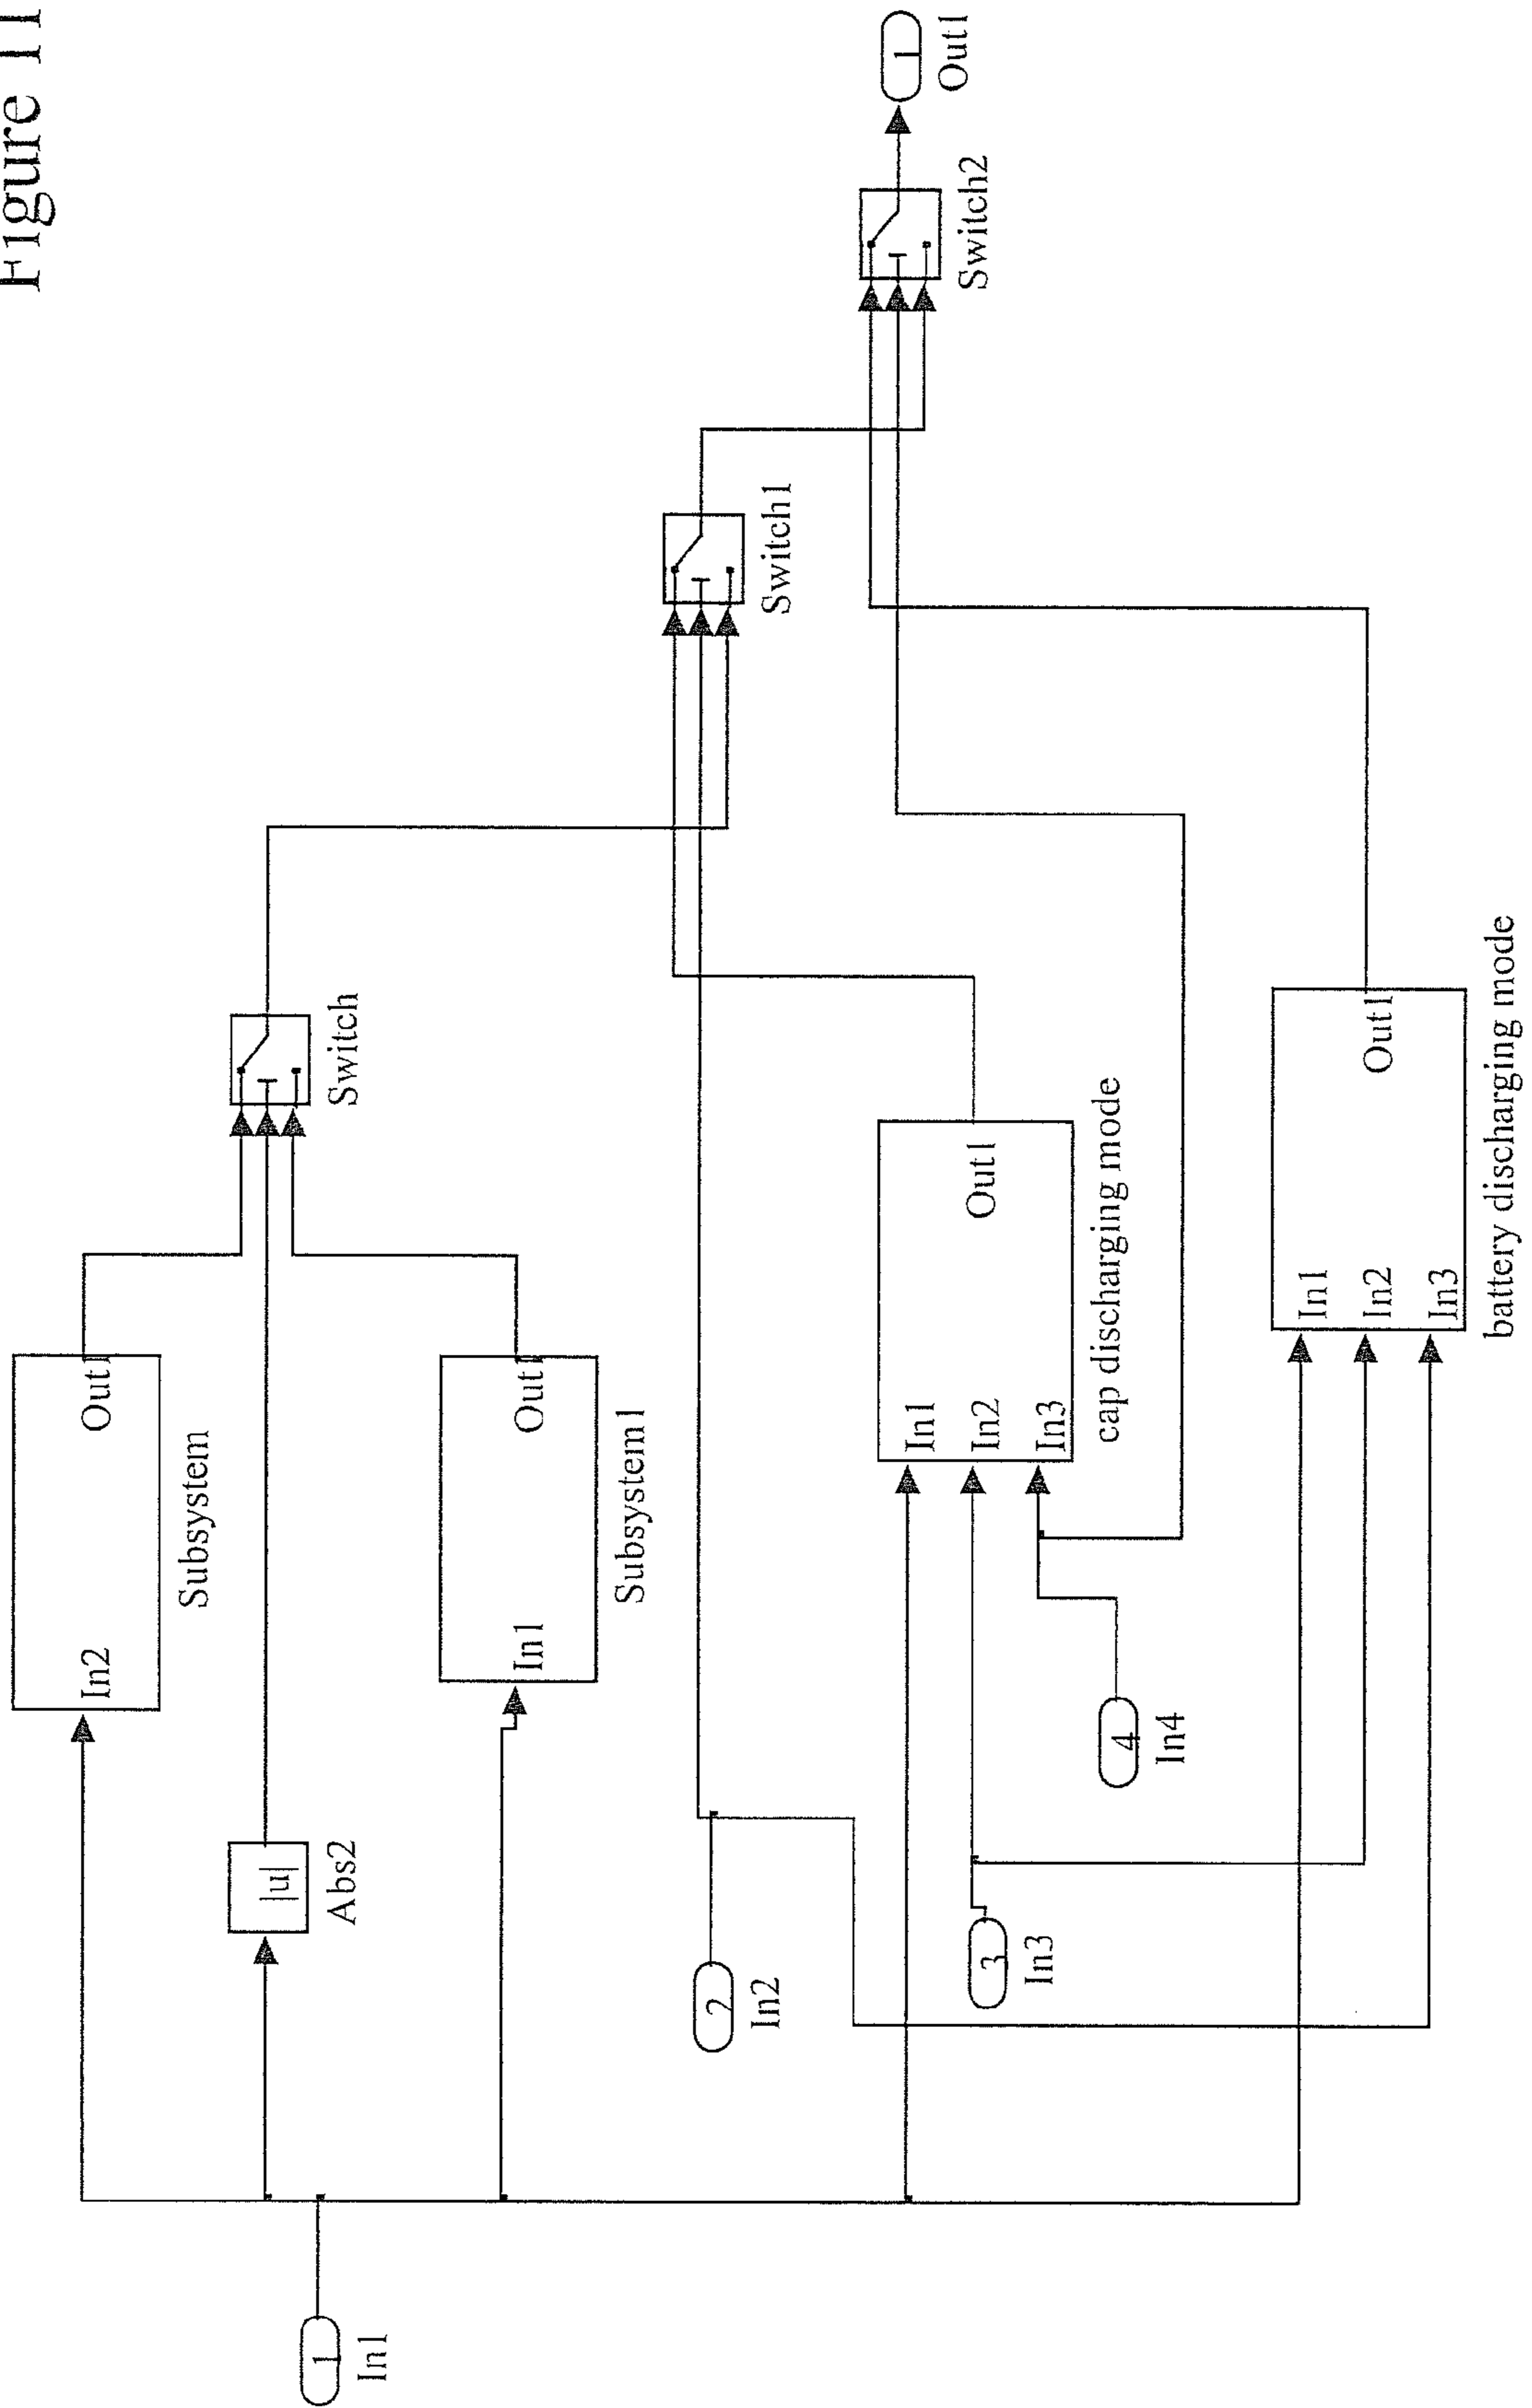 Figure 11
In2
Out1
Subsystem
|u|
Abs2
Switch
1
In1
In1
Out1
Subsystem1
2
In2
Switch1
In1
In2
In3
Out1
cap discharging mode
3
In3
4
In4
Switch2
1
Out1
In1
In2
In3
Out1
battery discharging mode